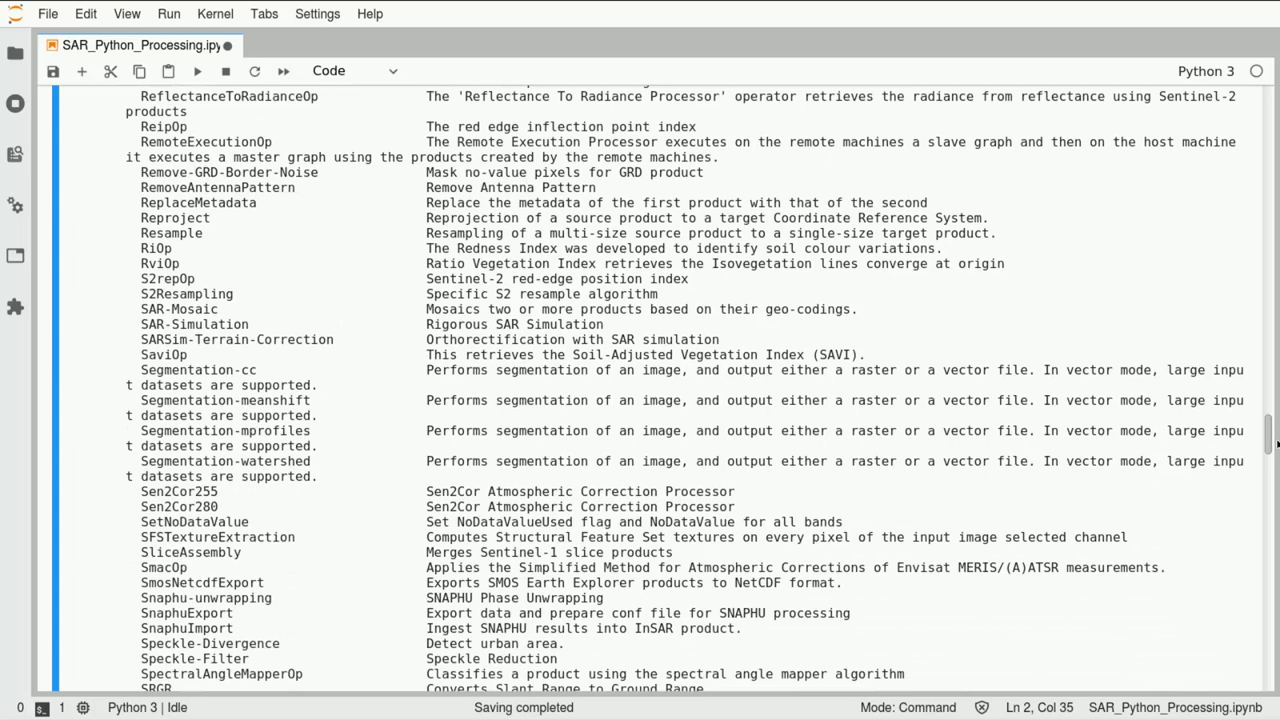 File Edit View Run Kernel Tabs Settings Help
SAR_Python_Processing.ipy
Code Python 3
ReflectanceToRadianceOp The 'Reflectance To Radiance Processor' operator retrieves the radiance from reflectance using Sentinel-2
products
ReipOp The red edge inflection point index
RemoteExecutionOp The Remote Execution Processor executes on the remote machines a slave graph and then on the host machine
it executes a master graph using the products created by the remote machines.
Remove-GRD-Border-Noise Mask no-value pixels for GRD product
RemoveAntennaPattern Remove Antenna Pattern
ReplaceMetadata Replace the metadata of the first product with that of the second
Reproject Reprojection of a source product to a target Coordinate Reference System.
Resample Resampling of a multi-size source product to a single-size target product.
RiOp The Redness Index was developed to identify soil colour variations.
RviOp Ratio Vegetation Index retrieves the Isovegetation lines converge at origin
S2repOp Sentinel-2 red-edge position index
S2Resampling Specific S2 resample algorithm
SAR-Mosaic Mosaics two or more products based on their geo-codings.
SAR-Simulation Rigorous SAR Simulation
SARSim-Terrain-Correction Orthorectification with SAR simulation
SaviOp This retrieves the Soil-Adjusted Vegetation Index (SAVI).
Segmentation-cc Performs segmentation of an image, and output either a raster or a vector file. In vector mode, large inpu
t datasets are supported.
Segmentation-meanshift Performs segmentation of an image, and output either a raster or a vector file. In vector mode, large inpu
t datasets are supported.
Segmentation-mprofiles Performs segmentation of an image, and output either a raster or a vector file. In vector mode, large inpu
t datasets are supported.
Segmentation-watershed Performs segmentation of an image, and output either a raster or a vector file. In vector mode, large inpu
t datasets are supported.
Sen2Cor255 Sen2Cor Atmospheric Correction Processor
Sen2Cor280 Sen2Cor Atmospheric Correction Processor
SetNoDataValue Set NoDataValueUsed flag and NoDataValue for all bands
SFSTextureExtraction Computes Structural Feature Set textures on every pixel of the input image selected channel
SliceAssembly Merges Sentinel-1 slice products
SmacOp Applies the Simplified Method for Atmospheric Corrections of Envisat MERIS/(A)ATSR measurements.
SmosNetcdfExport Exports SMOS Earth Explorer products to NetCDF format.
Snaphu-unwrapping SNAPHU Phase Unwrapping
SnaphuExport Export data and prepare conf file for SNAPHU processing
SnaphuImport Ingest SNAPHU results into InSAR product.
Speckle-Divergence Detect urban area.
Speckle-Filter Speckle Reduction
SpectralAngleMapperOp Classifies a product using the spectral angle mapper algorithm
SRGR Converts Slant Range to Ground Range
0 1 Python 3 | Idle Saving completed Mode: Command Ln 2, Col 35 SAR_Python_Processing.ipynb